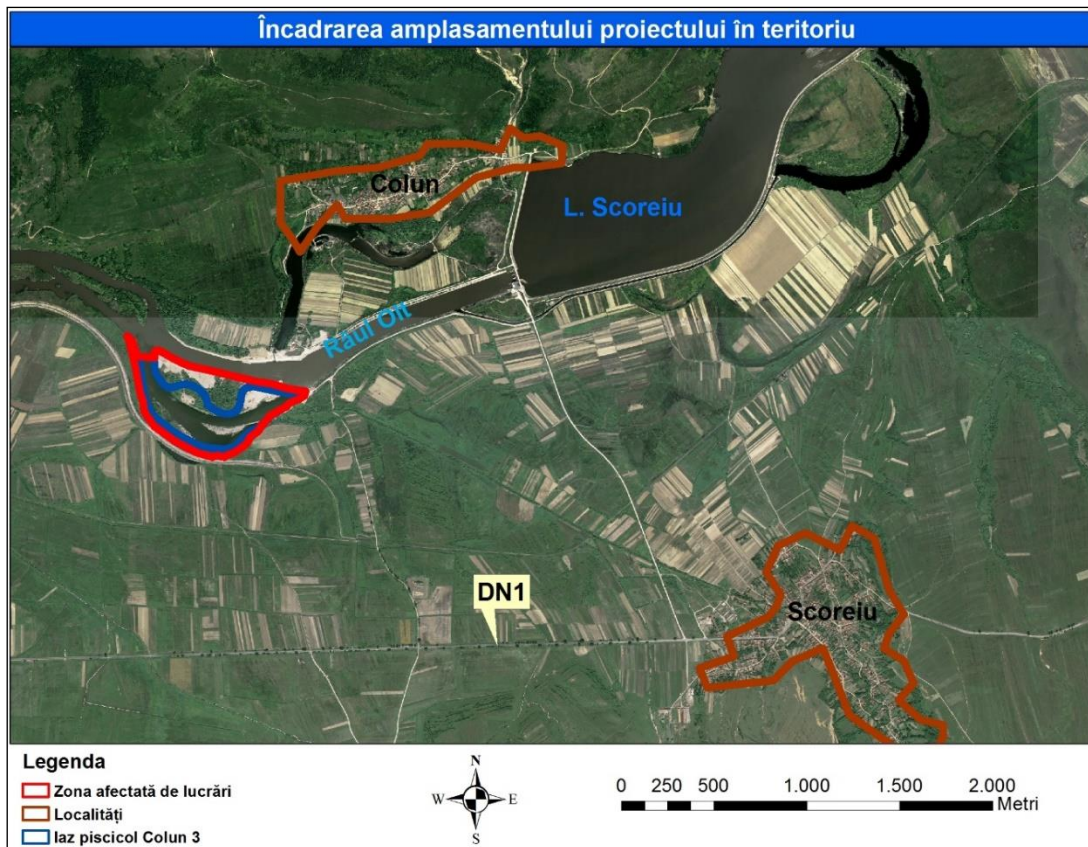 Încadrarea amplasamentului proiectului în teritoriu
Colun
L. Scoreiu
Râul Olt
DN1
Scoreiu
Legenda
Zona afectată de lucrări
Localități
Iaz piscicol Colun 3
N
W E
S
0 250 500 1.000 1.500 2.000
Metri